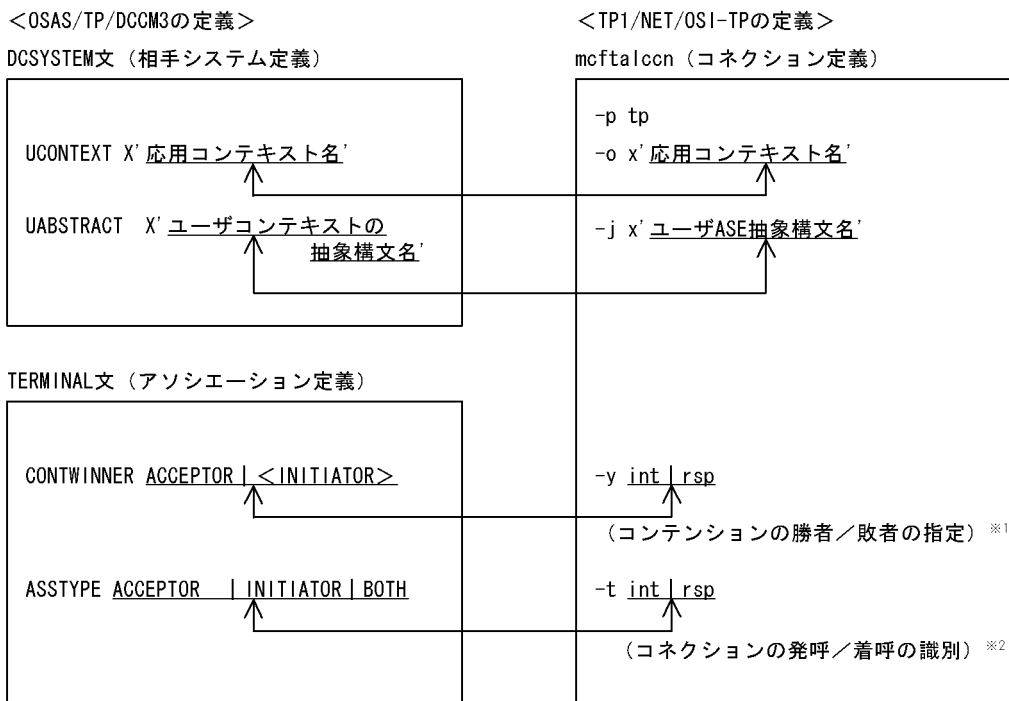 <OSAS/TP/DCCM3の定義>
DCSYSTEM文（相手システム定義）
UCONTEXT X'応用コンテキスト名'
UABSTRACT X'ユーザコンテキストの
抽象構文名'
TERMINAL文（アソシエーション定義）
CONTWINNER ACCEPTOR｜<INITIATOR>
ASSTYPE ACCEPTOR ｜INITIATOR｜BOTH
<TP1/NET/OSI-TPの定義>
mcftalccn（コネクション定義）
-p tp
-o x'応用コンテキスト名'
-j x'ユーザASE抽象構文名'
-y int｜rsp
（コンテンションの勝者／敗者の指定）※1
-t int｜rsp
（コネクションの発呼／着呼の識別）※2